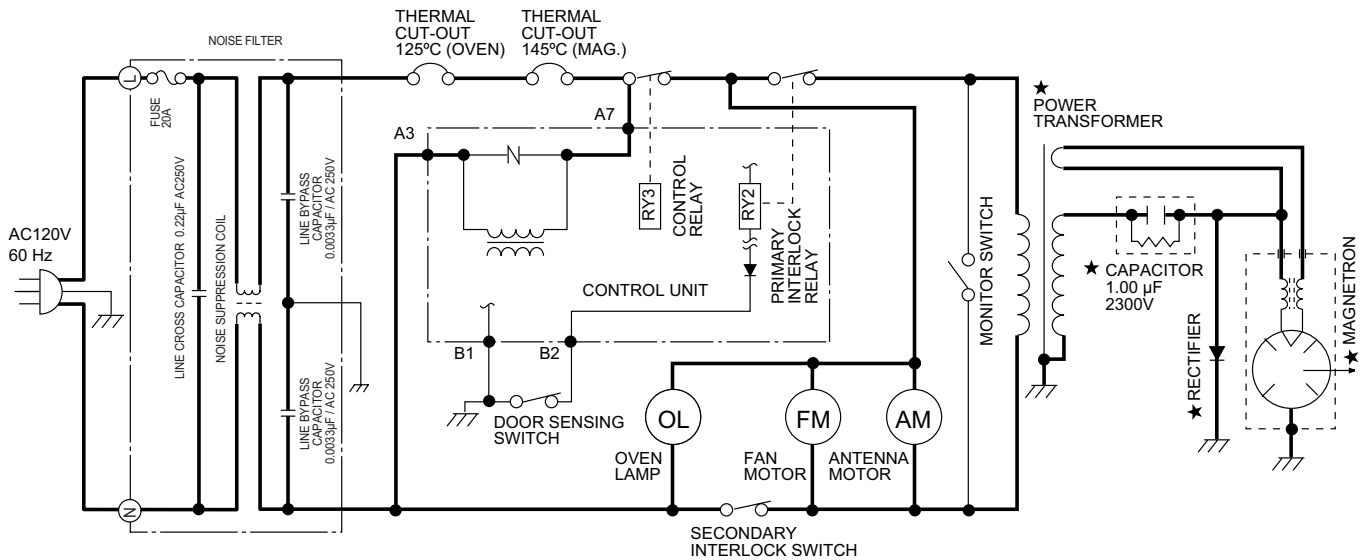 NOISE FILTER
THERMAL
CUT-OUT
125ºC (OVEN)
THERMAL
CUT-OUT
145ºC (MAG.)
L
FUSE
20A
A3
A7
★
POWER
TRANSFORMER
AC120V
60 Hz
LINE CROSS CAPACITOR 0.22µF AC250V
NOISE SUPPRESSION COIL
LINE BYPASS
CAPACITOR
0.0033µF / AC 250V
LINE BYPASS
CAPACITOR
0.0033µF / AC 250V
N
RY3
CONTROL
RELAY
RY2
PRIMARY
INTERLOCK
RELAY
CONTROL UNIT
B1
B2
DOOR SENSING
SWITCH
MONITOR SWITCH
★ CAPACITOR
1.00 µF
2300V
★ RECTIFIER
★ MAGNETRON
OL
FM
AM
OVEN
LAMP
FAN
MOTOR
ANTENNA
MOTOR
SECONDARY
INTERLOCK SWITCH